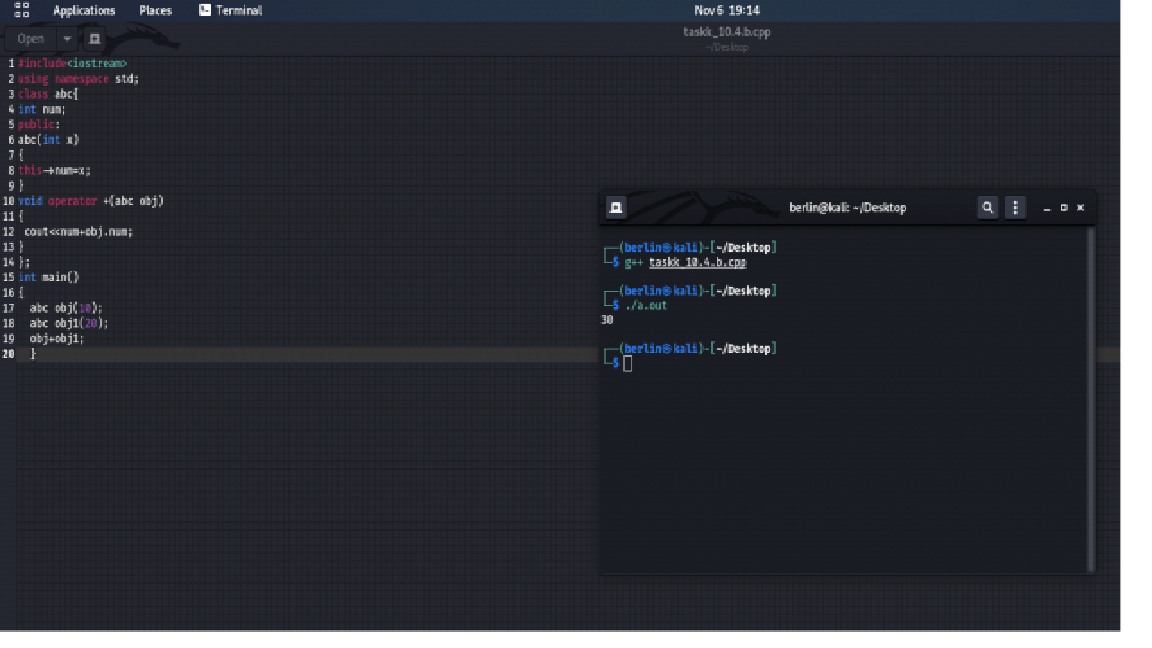 Applications Places Terminal Nov 6 19:14
Open taskk_10.4.b.cpp
~/Desktop
1 #include<iostream>
2 using namespace std;
3 class abc{
4 int num;
5 public:
6 abc(int x)
7 {
8 this->num=x;
9 }
10 void operator +(abc obj)
11 {
12 cout<<num+obj.num;
13 }
14 };
15 int main()
16 {
17 abc obj(10);
18 abc obj1(20);
19 obj+obj1;
20 }
berlin@kali: ~/Desktop
┌──(berlin㉿kali)-[~/Desktop]
└─$ g++ taskk_10.4.b.cpp
┌──(berlin㉿kali)-[~/Desktop]
└─$ ./a.out
30
┌──(berlin㉿kali)-[~/Desktop]
└─$